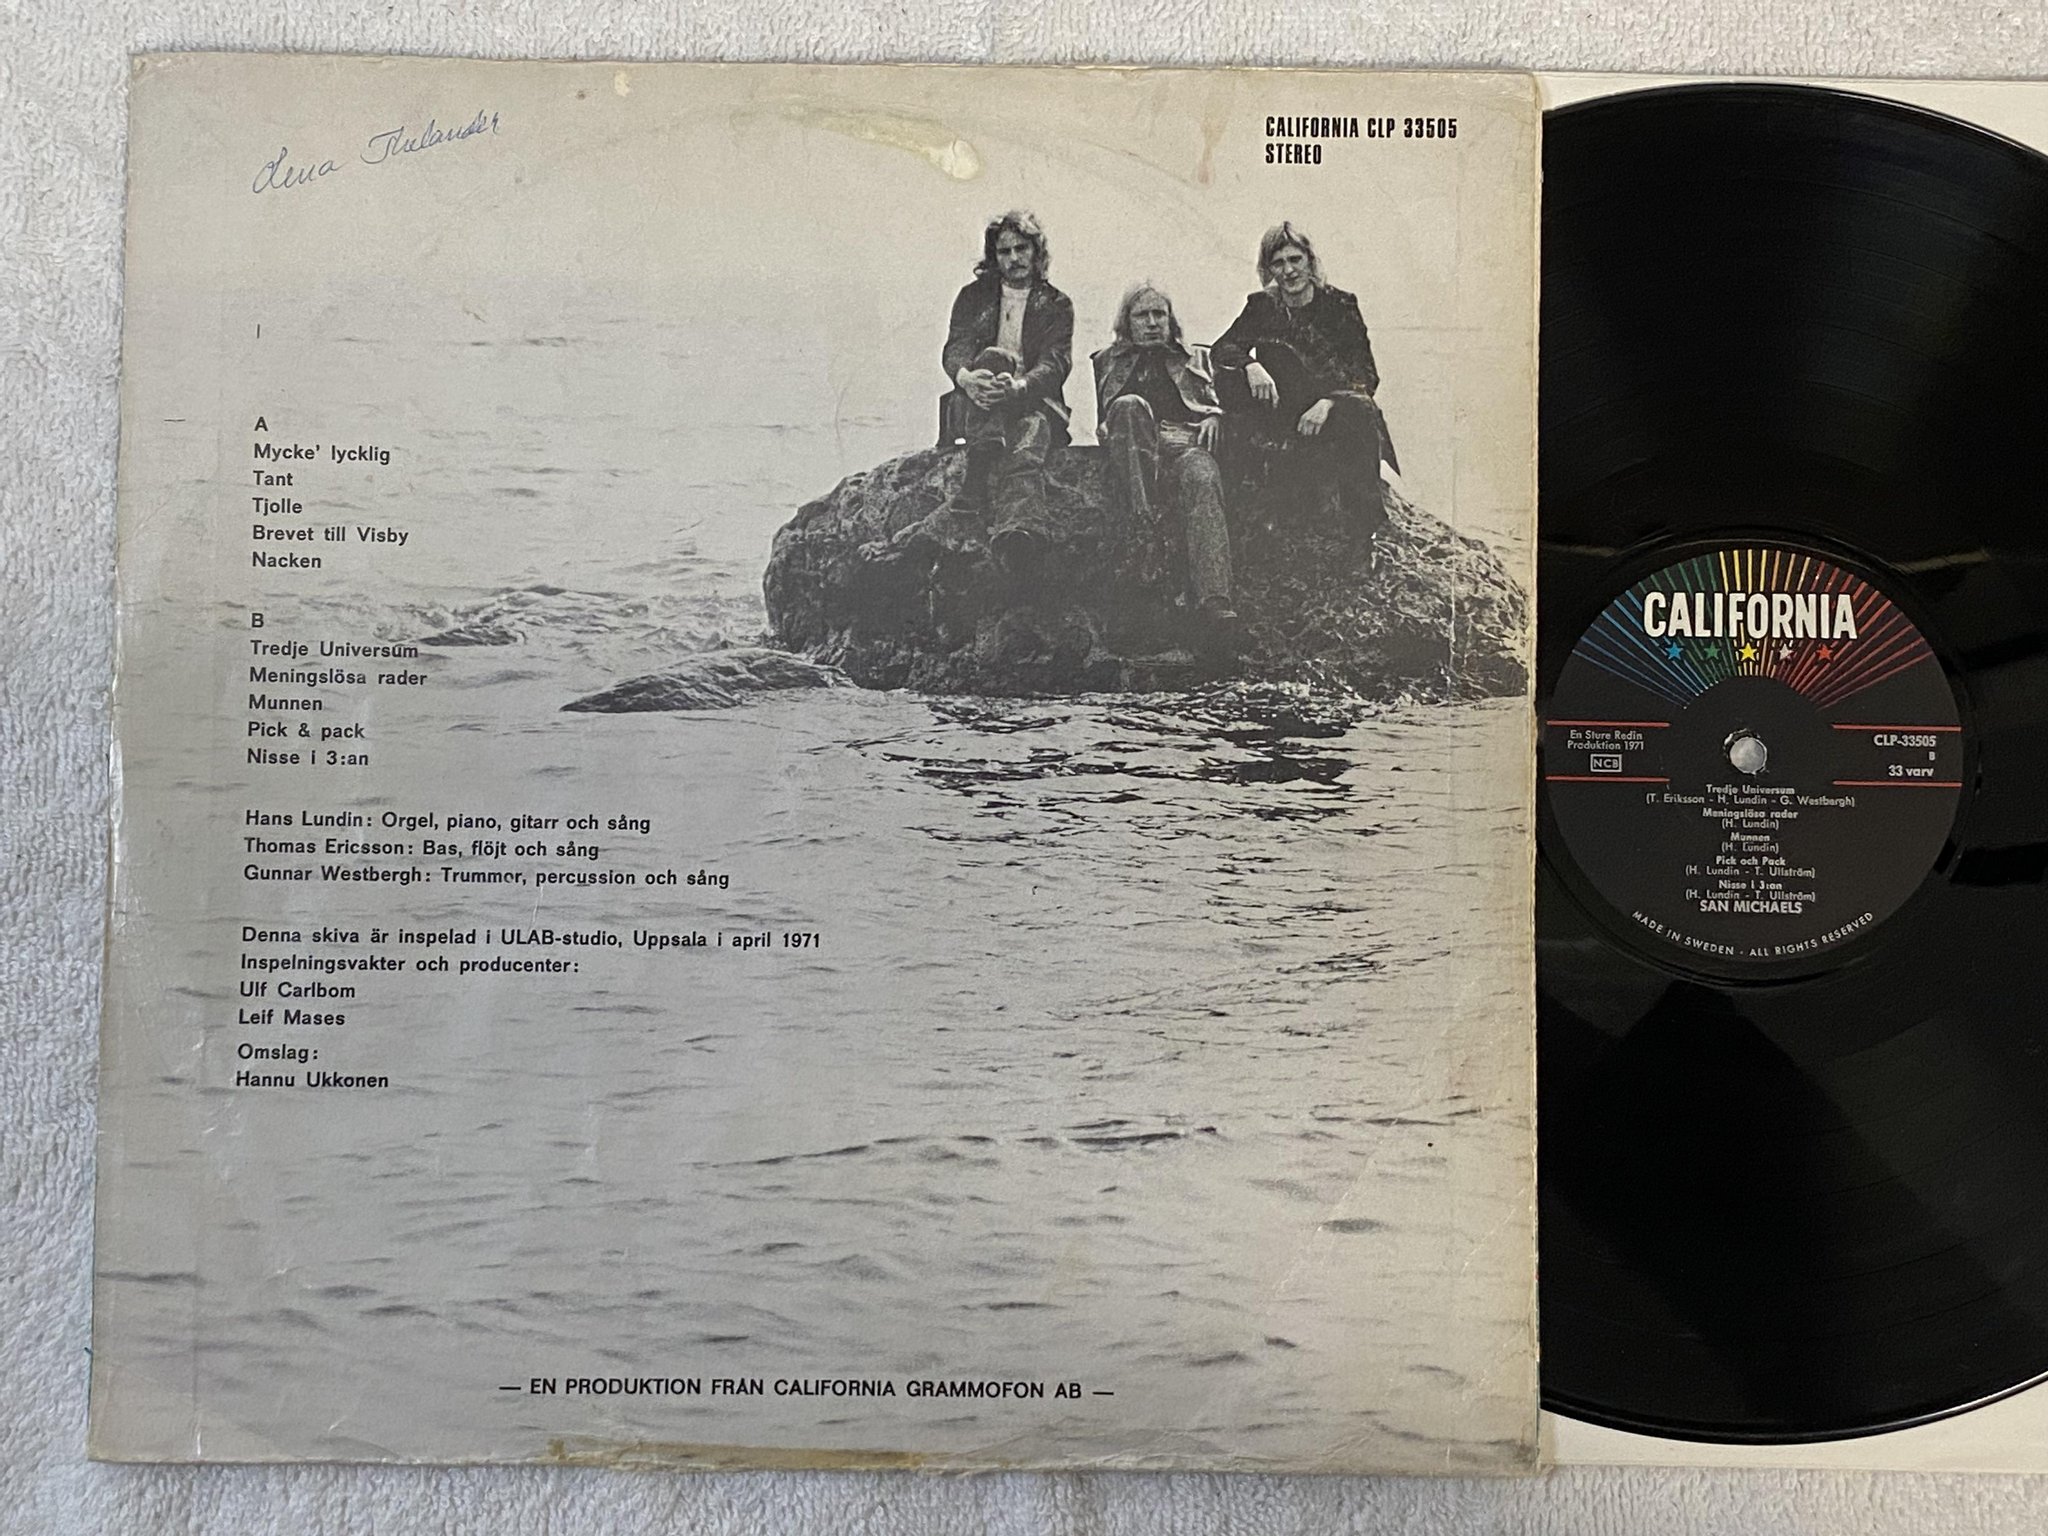 Lena Thelander
CALIFORNIA CLP 33505
STEREO
A
Mycke' lycklig
Tant
Tjolle
Brevet till Visby
Nacken
B
Tredje Universum
Meningslösa rader
Munnen
Pick & pack
Nisse i 3:an
Hans Lundin: Orgel, piano, gitarr och sång
Thomas Ericsson: Bas, flöjt och sång
Gunnar Westbergh: Trummor, percussion och sång
Denna skiva är inspelad i ULAB-studio, Uppsala i april 1971
Inspelningsvakter och producenter:
Ulf Carlbom
Leif Mases
Omslag:
Hannu Ukkonen
— EN PRODUKTION FRÅN CALIFORNIA GRAMMOFON AB —
CALIFORNIA
En Sture Redin
Produktion 1971
NCB
CLP-33505
B
33 varv
Tredje Universum
(T. Eriksson - H. Lundin - G. Westbergh)
Meningslösa rader
(H. Lundin)
Munnen
(H. Lundin)
Pick och Pack
(H. Lundin - T. Ullström)
Nisse i 3:an
(H. Lundin - T. Ullström)
SAN MICHAELS
MADE IN SWEDEN - ALL RIGHTS RESERVED